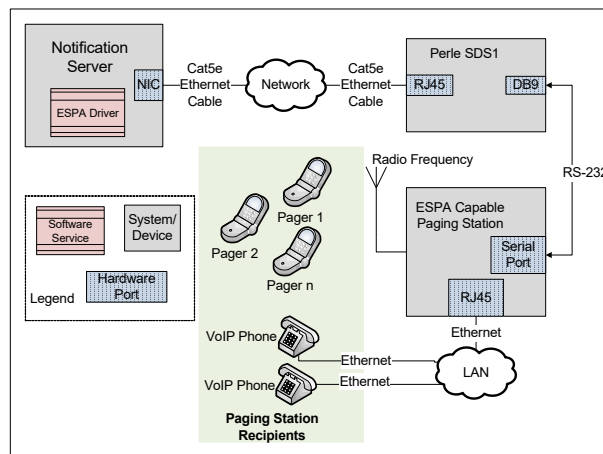 Notification
Server
NIC
ESPA Driver
Cat5e
Ethernet
Cable
Network
Cat5e
Ethernet
Cable
Perle SDS1
RJ45
DB9
RS-232
Radio Frequency
Pager 1
Pager 2
Pager n
ESPA Capable
Paging Station
Serial
Port
RJ45
Software
Service
System/
Device
Hardware
Port
Legend
Ethernet
VoIP Phone
Ethernet
VoIP Phone
Ethernet
LAN
Paging Station
Recipients